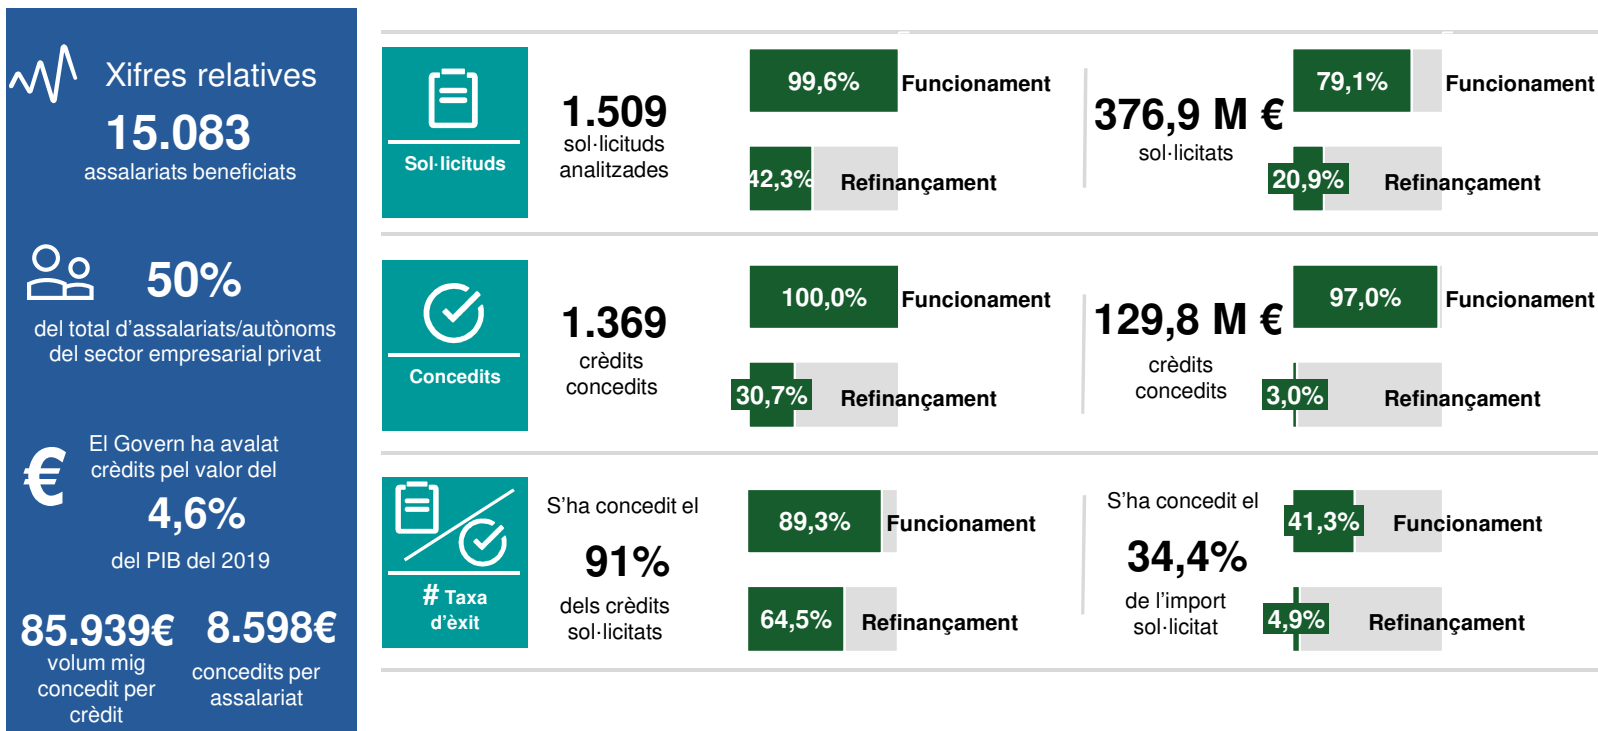 Xifres relatives
15.083
assalariats beneficiats
50%
del total d’assalariats/autònoms
del sector empresarial privat
€
El Govern ha avalat
crèdits pel valor del
4,6%
del PIB del 2019
85.939€
volum mig
concedit per
crèdit
8.598€
concedits per
assalariat
Sol·licituds
1.509
sol·licituds
analitzades
99,6% Funcionament
42,3% Refinançament
376,9 M €
sol·licitats
79,1% Funcionament
20,9% Refinançament
Concedits
1.369
crèdits
concedits
100,0% Funcionament
30,7% Refinançament
129,8 M €
crèdits
concedits
97,0% Funcionament
3,0% Refinançament
# Taxa
d’èxit
S’ha concedit el
91%
dels crèdits
sol·licitats
89,3% Funcionament
64,5% Refinançament
S’ha concedit el
34,4%
de l’import
sol·licitat
41,3% Funcionament
4,9% Refinançament